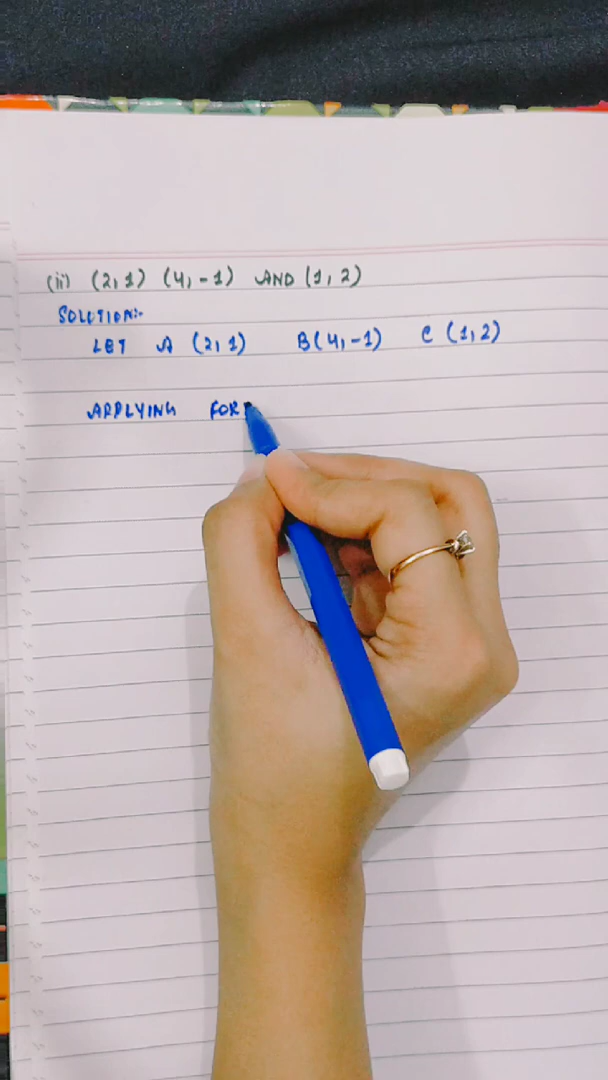 (ii) (2,1) (4,-1) AND (1,2)
SOLUTION:-
LET A (2,1) B(4,-1) C (1,2)
APPLYING FOR